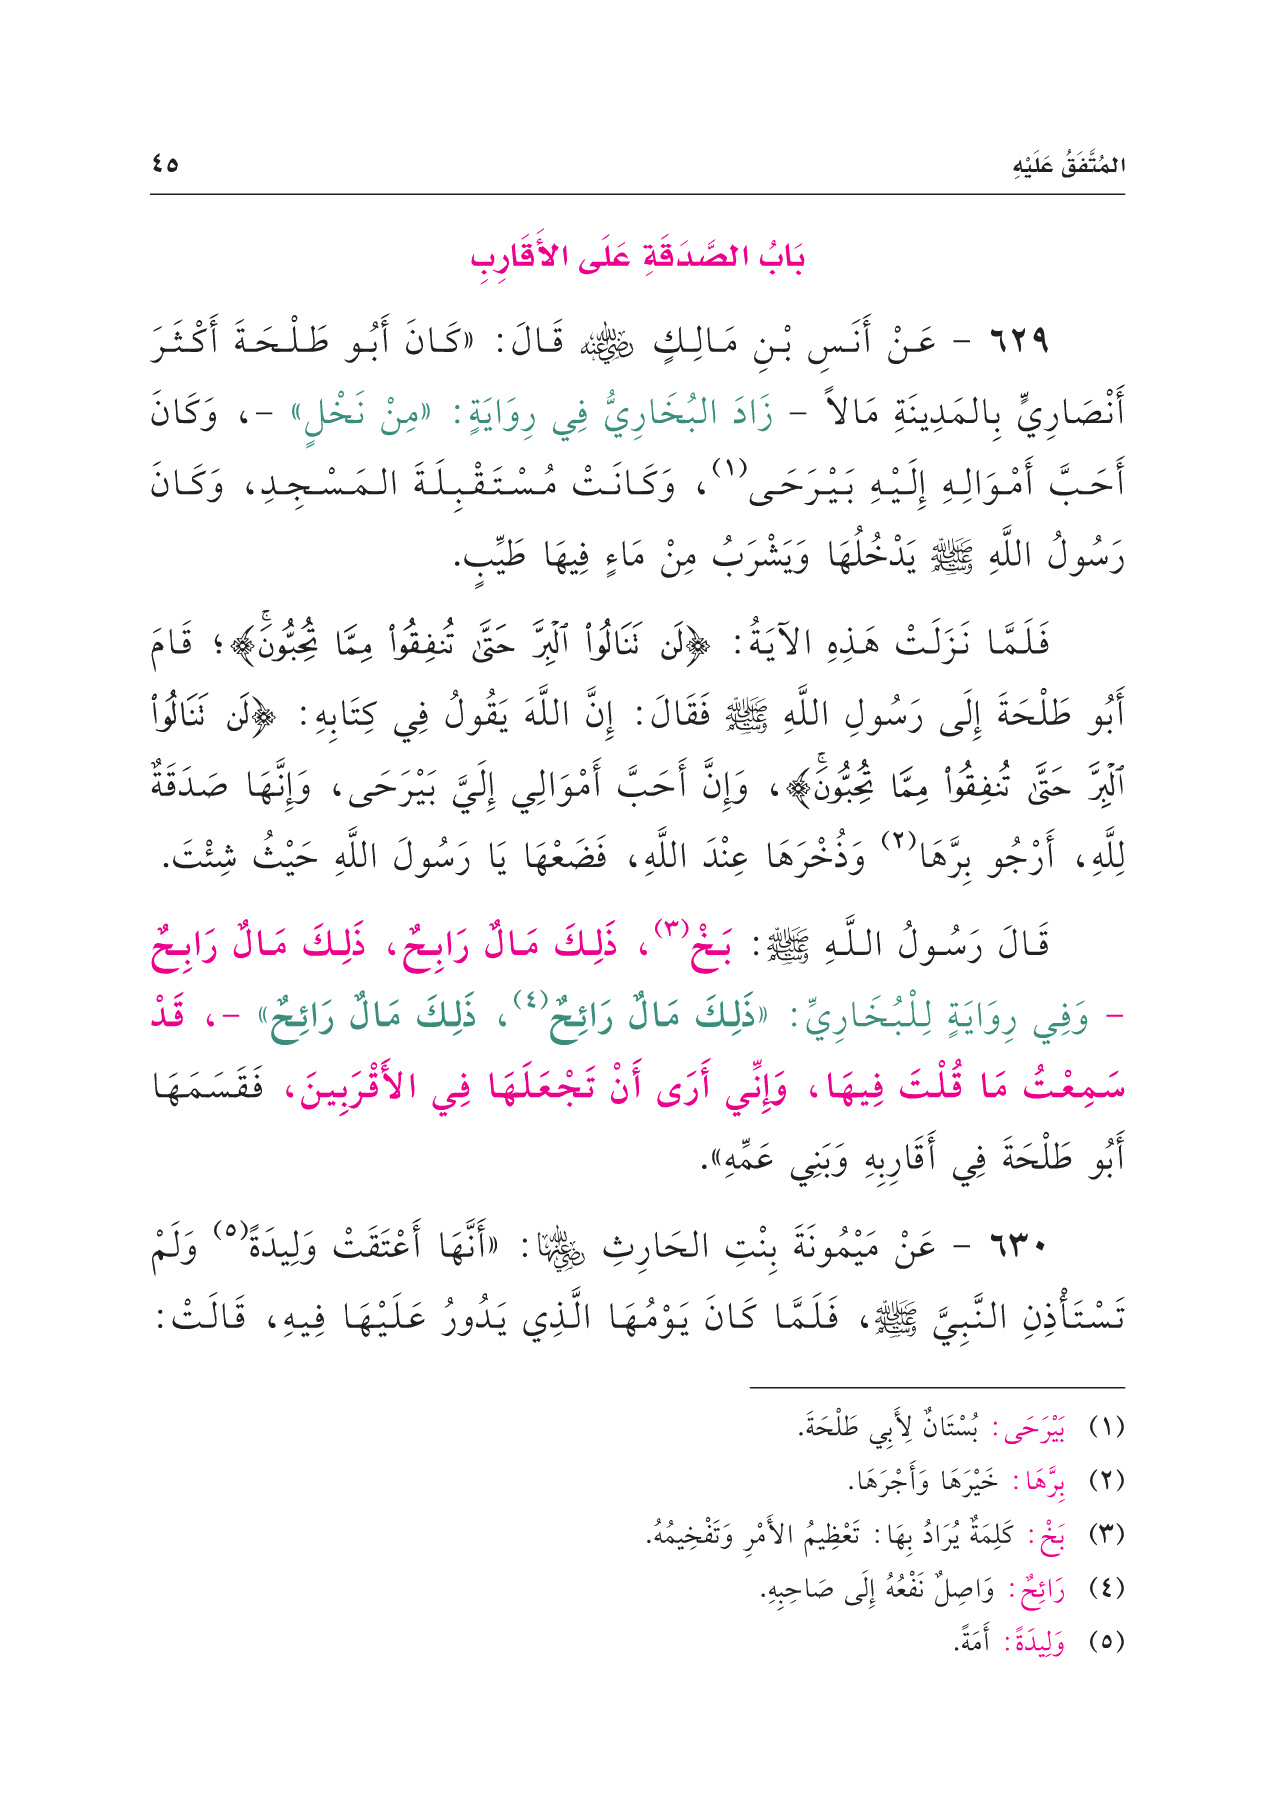 المُتَّفَقُ عَلَيْهِ ٤٥
بَابُ الصَّدَقَةِ عَلَى الأَقَارِبِ
٦٢٩ - عَنْ أَنَسِ بْنِ مَالِكٍ رضي الله عنه قَالَ: «كَانَ أَبُو طَلْحَةَ أَكْثَرَ
أَنْصَارِيٍّ بِالمَدِينَةِ مَالاً - زَادَ البُخَارِيُّ فِي رِوَايَةٍ: «مِنْ نَخْلٍ» -، وَكَانَ
أَحَبَّ أَمْوَالِهِ إِلَيْهِ بَيْرَحَى(١)، وَكَانَتْ مُسْتَقْبِلَةَ المَسْجِدِ، وَكَانَ
رَسُولُ اللَّهِ ﷺ يَدْخُلُهَا وَيَشْرَبُ مِنْ مَاءٍ فِيهَا طَيِّبٍ.
فَلَمَّا نَزَلَتْ هَذِهِ الآيَةُ: ﴿لَن تَنَالُواْ ٱلْبِرَّ حَتَّىٰ تُنفِقُواْ مِمَّا تُحِبُّونَۚ﴾؛ قَامَ
أَبُو طَلْحَةَ إِلَى رَسُولِ اللَّهِ ﷺ فَقَالَ: إِنَّ اللَّهَ يَقُولُ فِي كِتَابِهِ: ﴿لَن تَنَالُواْ
ٱلْبِرَّ حَتَّىٰ تُنفِقُواْ مِمَّا تُحِبُّونَۚ﴾، وَإِنَّ أَحَبَّ أَمْوَالِي إِلَيَّ بَيْرَحَى، وَإِنَّهَا صَدَقَةٌ
لِلَّهِ، أَرْجُو بِرَّهَا(٢) وَذُخْرَهَا عِنْدَ اللَّهِ، فَضَعْهَا يَا رَسُولَ اللَّهِ حَيْثُ شِئْتَ.
قَالَ رَسُولُ اللَّهِ ﷺ: بَخْ(٣)، ذَلِكَ مَالٌ رَابِحٌ، ذَلِكَ مَالٌ رَابِحٌ
- وَفِي رِوَايَةٍ لِلْبُخَارِيِّ: «ذَلِكَ مَالٌ رَائِحٌ(٤)، ذَلِكَ مَالٌ رَائِحٌ» -، قَدْ
سَمِعْتُ مَا قُلْتَ فِيهَا، وَإِنِّي أَرَى أَنْ تَجْعَلَهَا فِي الأَقْرَبِينَ، فَقَسَمَهَا
أَبُو طَلْحَةَ فِي أَقَارِبِهِ وَبَنِي عَمِّهِ».
٦٣٠ - عَنْ مَيْمُونَةَ بِنْتِ الحَارِثِ رضي الله عنها: «أَنَّهَا أَعْتَقَتْ وَلِيدَةً(٥) وَلَمْ
تَسْتَأْذِنِ النَّبِيَّ ﷺ، فَلَمَّا كَانَ يَوْمُهَا الَّذِي يَدُورُ عَلَيْهَا فِيهِ، قَالَتْ:
(١) بَيْرَحَى: بُسْتَانٌ لِأَبِي طَلْحَةَ.
(٢) بِرَّهَا: خَيْرَهَا وَأَجْرَهَا.
(٣) بَخْ: كَلِمَةٌ يُرَادُ بِهَا: تَعْظِيمُ الأَمْرِ وَتَفْخِيمُهُ.
(٤) رَائِحٌ: وَاصِلٌ نَفْعُهُ إِلَى صَاحِبِهِ.
(٥) وَلِيدَةً: أَمَةً.